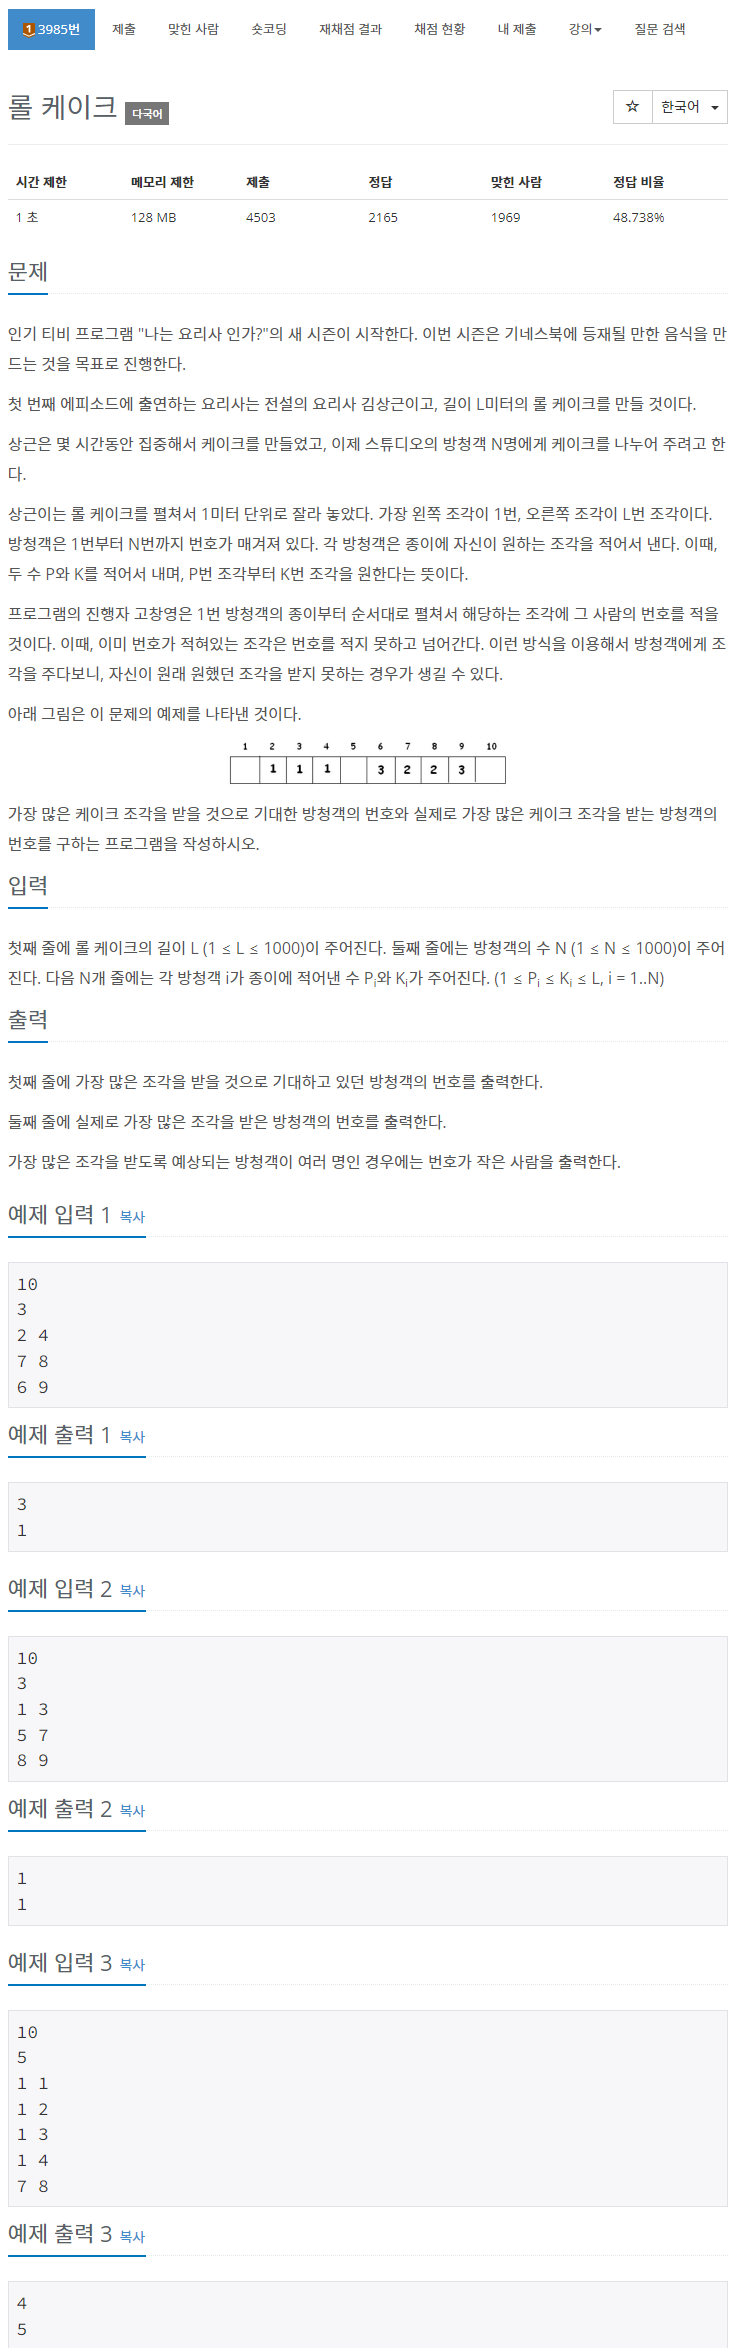 3985번 제출 맞힌 사람 숏코딩 재채점 결과 채점 현황 내 제출 강의 질문 검색
롤 케이크 다국어
☆ 한국어
시간 제한 메모리 제한 제출 정답 맞힌 사람 정답 비율
1 초 128 MB 4503 2165 1969 48.738%
문제
인기 티비 프로그램 "나는 요리사 인가?"의 새 시즌이 시작한다. 이번 시즌은 기네스북에 등재될 만한 음식을 만
드는 것을 목표로 진행한다.
첫 번째 에피소드에 출연하는 요리사는 전설의 요리사 김상근이고, 길이 L미터의 롤 케이크를 만들 것이다.
상근은 몇 시간동안 집중해서 케이크를 만들었고, 이제 스튜디오의 방청객 N명에게 케이크를 나누어 주려고 한
다.
상근이는 롤 케이크를 펼쳐서 1미터 단위로 잘라 놓았다. 가장 왼쪽 조각이 1번, 오른쪽 조각이 L번 조각이다.
방청객은 1번부터 N번까지 번호가 매겨져 있다. 각 방청객은 종이에 자신이 원하는 조각을 적어서 낸다. 이때,
두 수 P와 K를 적어서 내며, P번 조각부터 K번 조각을 원한다는 뜻이다.
프로그램의 진행자 고창영은 1번 방청객의 종이부터 순서대로 펼쳐서 해당하는 조각에 그 사람의 번호를 적을
것이다. 이때, 이미 번호가 적혀있는 조각은 번호를 적지 못하고 넘어간다. 이런 방식을 이용해서 방청객에게 조
각을 주다보니, 자신이 원래 원했던 조각을 받지 못하는 경우가 생길 수 있다.
아래 그림은 이 문제의 예제를 나타낸 것이다.
1 2 3 4 5 6 7 8 9 10
1 1 1 3 2 2 3
가장 많은 케이크 조각을 받을 것으로 기대한 방청객의 번호와 실제로 가장 많은 케이크 조각을 받는 방청객의
번호를 구하는 프로그램을 작성하시오.
입력
첫째 줄에 롤 케이크의 길이 L (1 ≤ L ≤ 1000)이 주어진다. 둘째 줄에는 방청객의 수 N (1 ≤ N ≤ 1000)이 주어
진다. 다음 N개 줄에는 각 방청객 i가 종이에 적어낸 수 Pi와 Ki가 주어진다. (1 ≤ Pi ≤ Ki ≤ L, i = 1..N)
출력
첫째 줄에 가장 많은 조각을 받을 것으로 기대하고 있던 방청객의 번호를 출력한다.
둘째 줄에 실제로 가장 많은 조각을 받은 방청객의 번호를 출력한다.
가장 많은 조각을 받도록 예상되는 방청객이 여러 명인 경우에는 번호가 작은 사람을 출력한다.
예제 입력 1 복사
10
3
2 4
7 8
6 9
예제 출력 1 복사
3
1
예제 입력 2 복사
10
3
1 3
5 7
8 9
예제 출력 2 복사
1
1
예제 입력 3 복사
10
5
1 1
1 2
1 3
1 4
7 8
예제 출력 3 복사
4
5